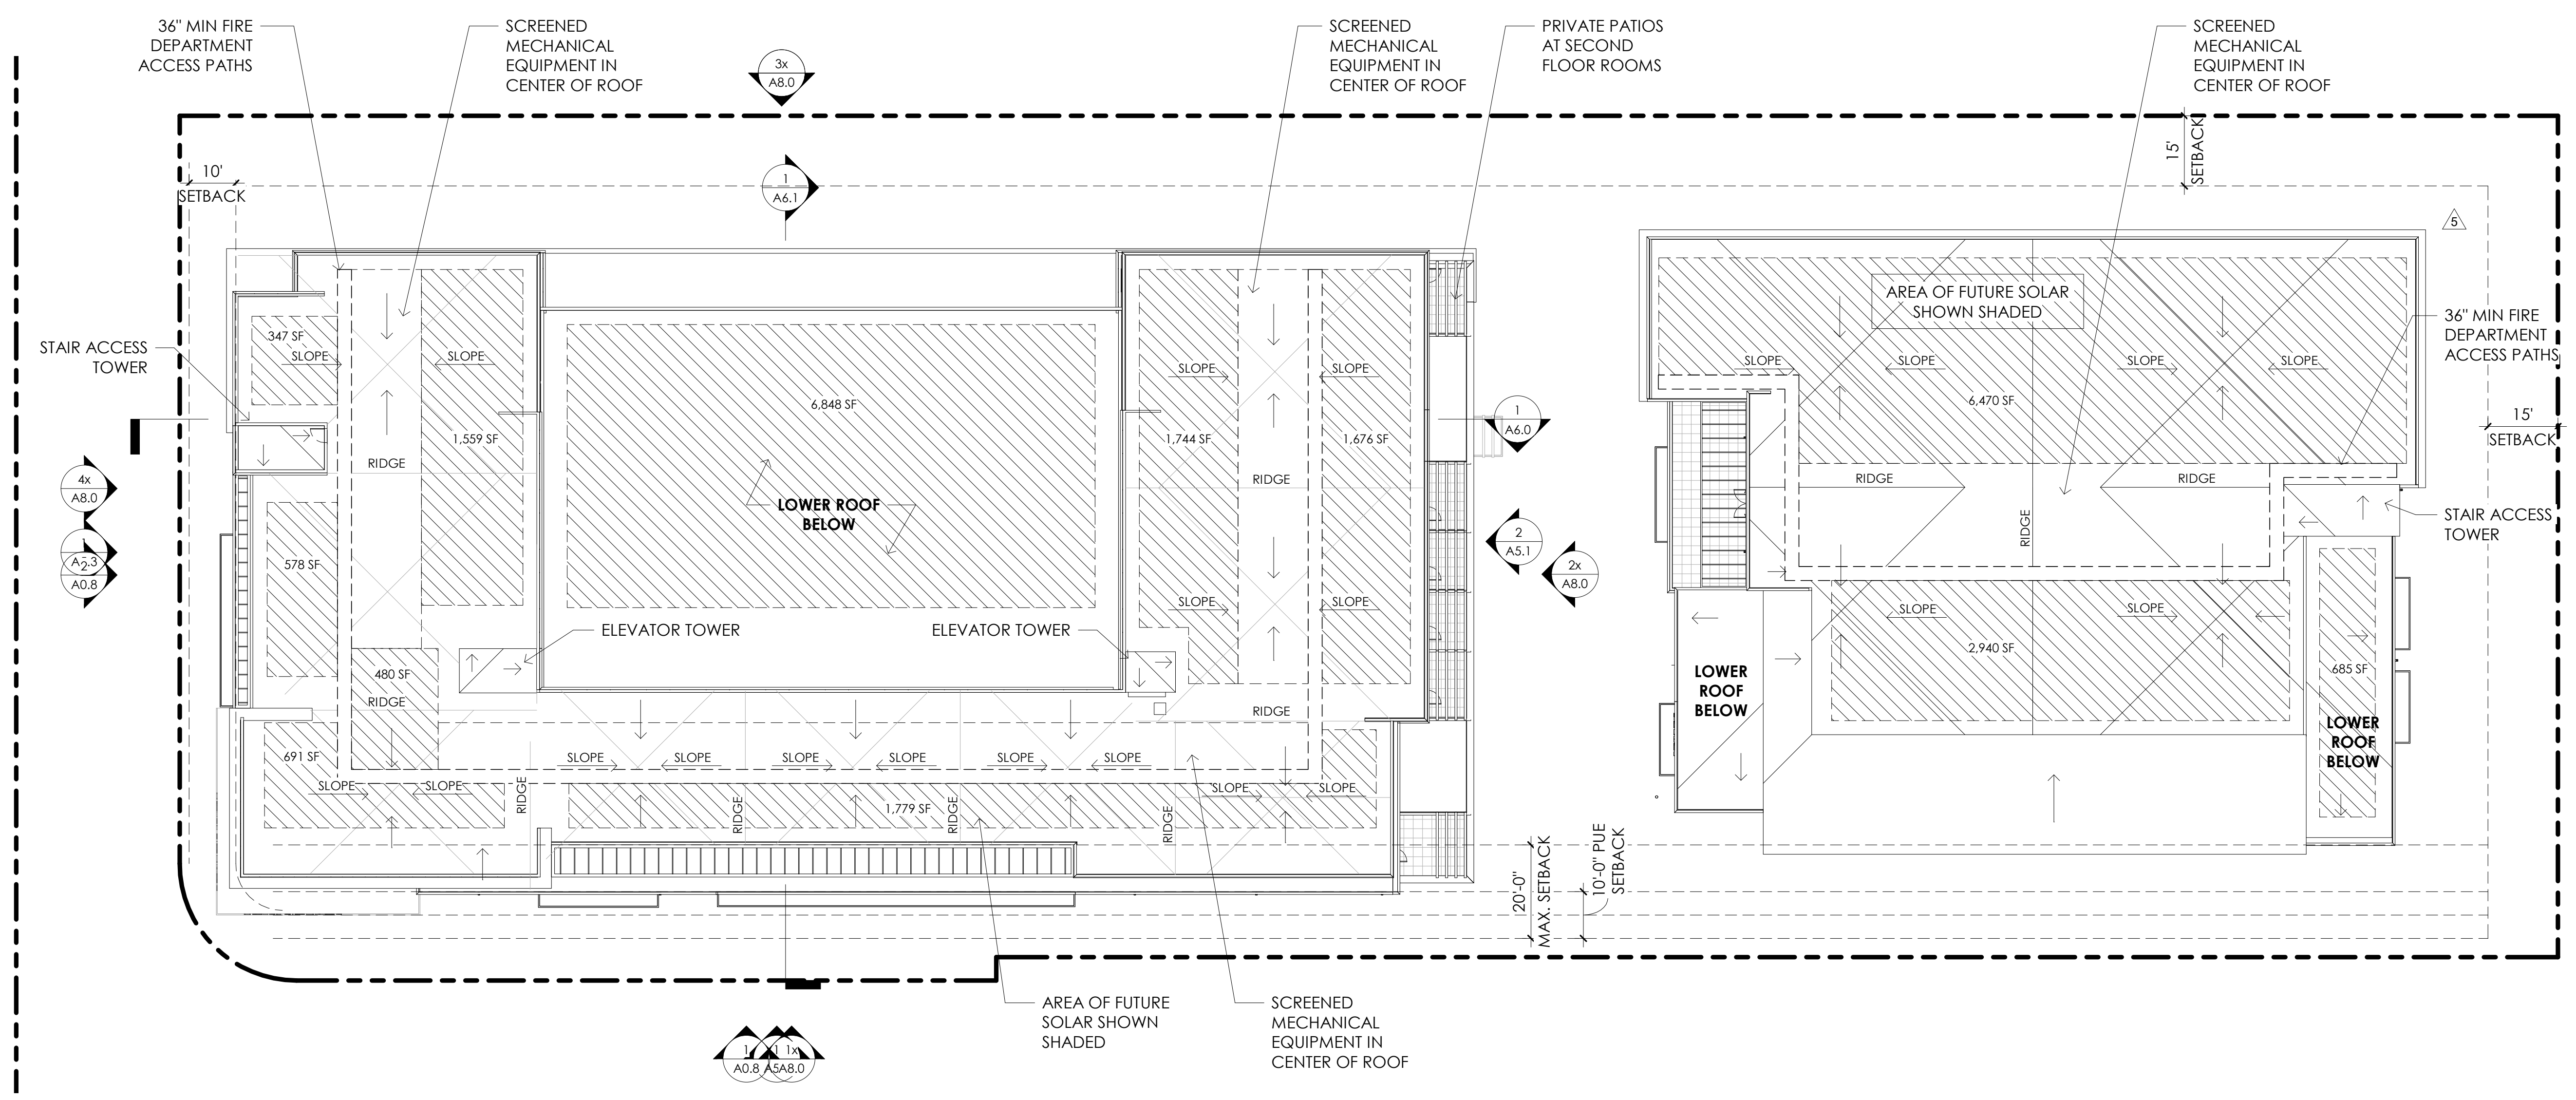 36" MIN FIRE
DEPARTMENT
ACCESS PATHS
SCREENED
MECHANICAL
EQUIPMENT IN
CENTER OF ROOF
3x
A8.0
SCREENED
MECHANICAL
EQUIPMENT IN
CENTER OF ROOF
PRIVATE PATIOS
AT SECOND
FLOOR ROOMS
SCREENED
MECHANICAL
EQUIPMENT IN
CENTER OF ROOF
10'
SETBACK
1
A6.1
15'
SETBACK
5
347 SF
SLOPE
SLOPE
STAIR ACCESS
TOWER
6,848 SF
1,559 SF
RIDGE
LOWER ROOF
BELOW
SLOPE
SLOPE
1,744 SF
1,676 SF
RIDGE
1
A6.0
AREA OF FUTURE SOLAR
SHOWN SHADED
36" MIN FIRE
DEPARTMENT
ACCESS PATHS
SLOPE
SLOPE
SLOPE
SLOPE
6,470 SF
15'
SETBACK
RIDGE
RIDGE
RIDGE
STAIR ACCESS
TOWER
4x
A8.0
2
A0.8
578 SF
2
A5.1
2x
A8.0
SLOPE
SLOPE
ELEVATOR TOWER
ELEVATOR TOWER
SLOPE
SLOPE
2,940 SF
480 SF
RIDGE
RIDGE
LOWER
ROOF
BELOW
685 SF
LOWER
ROOF
BELOW
691 SF
SLOPE
SLOPE
SLOPE
SLOPE
SLOPE
SLOPE
SLOPE
SLOPE
SLOPE
SLOPE
RIDGE
RIDGE
1,779 SF
RIDGE
RIDGE
20'-0"
MAX. SETBACK
10'-0" PUE
SETBACK
AREA OF FUTURE
SOLAR SHOWN
SHADED
SCREENED
MECHANICAL
EQUIPMENT IN
CENTER OF ROOF
1
A0.8
1
1x
A8.0